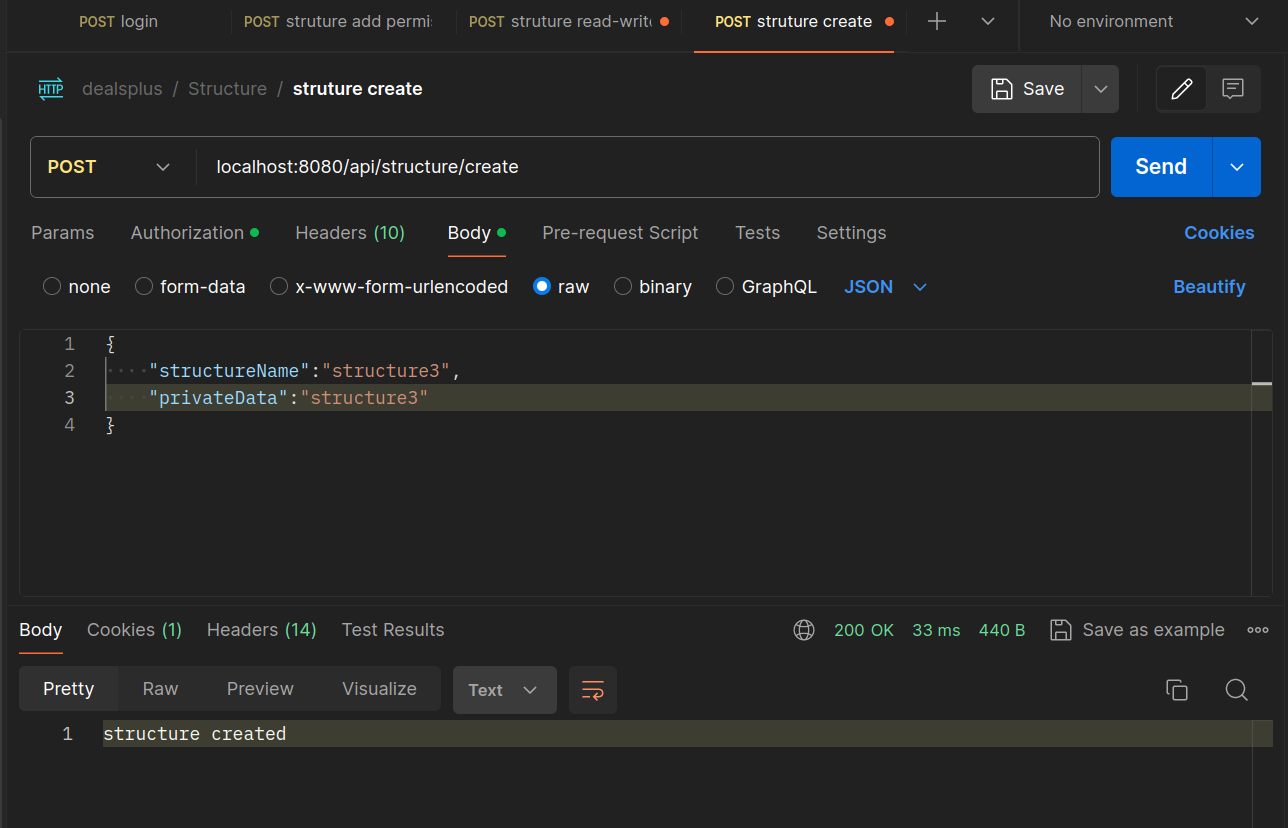 POST login POST struture add permi POST struture read-write POST struture create No environment
HTTP dealsplus / Structure / struture create Save
POST localhost:8080/api/structure/create Send
Params Authorization Headers (10) Body Pre-request Script Tests Settings Cookies
none form-data x-www-form-urlencoded raw binary GraphQL JSON Beautify
1 {
2 ····"structureName":"structure3",
3 ····"privateData":"structure3"
4 }
Body Cookies (1) Headers (14) Test Results 200 OK 33 ms 440 B Save as example
Pretty Raw Preview Visualize Text
1 structure created